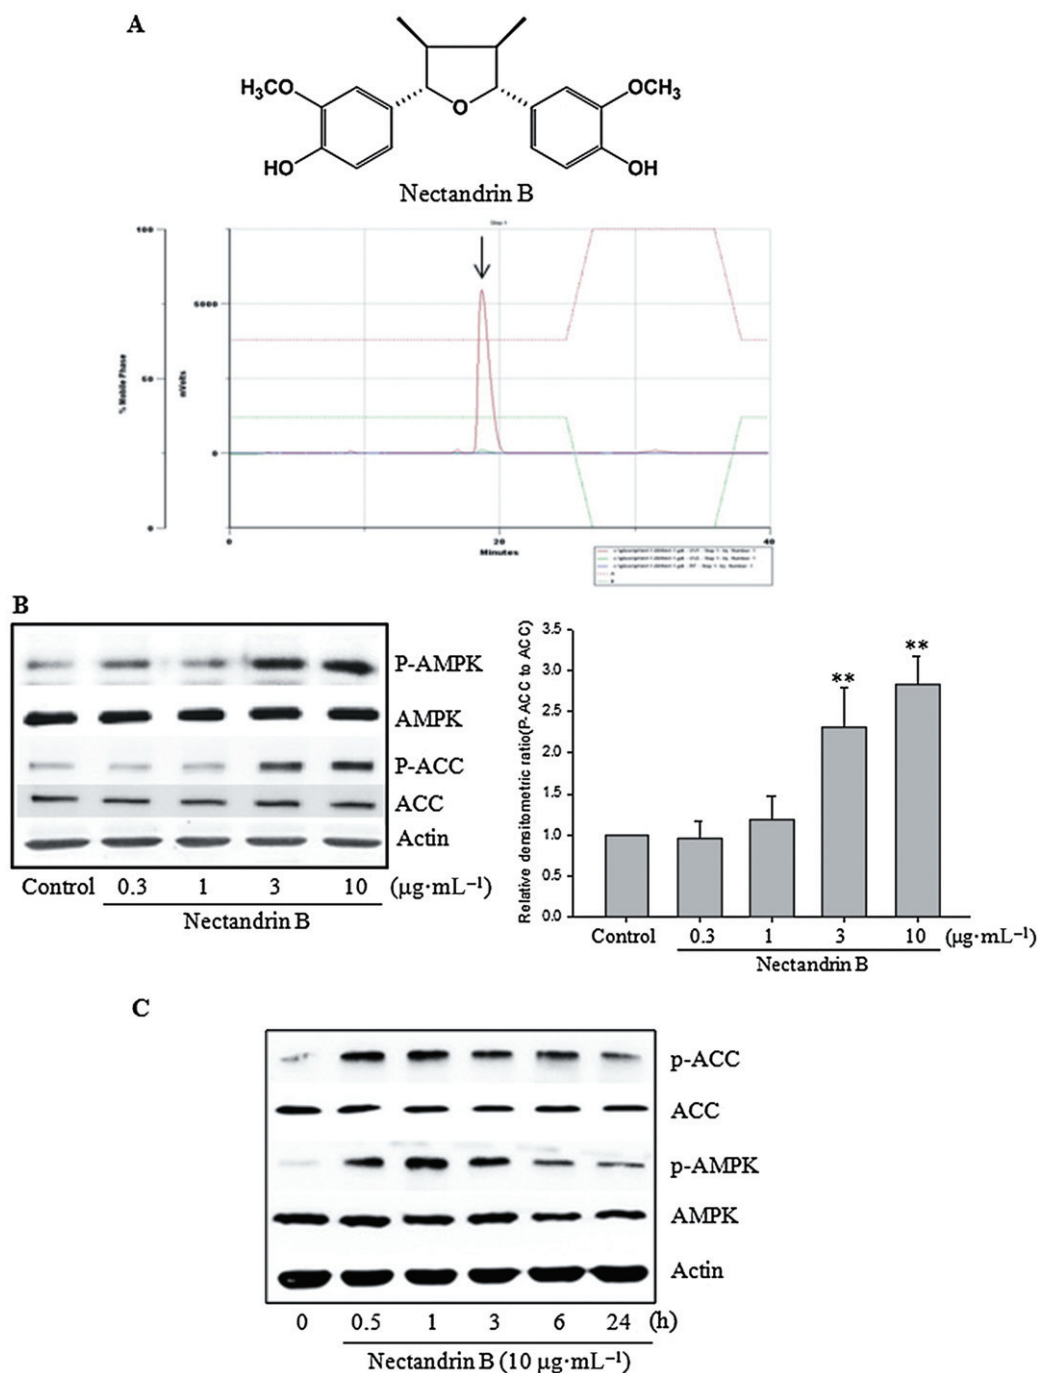 A
H₃CO
OCH₃
O
HO
OH
Nectandrin B
Step 1
100
50
0
% Mobile Phase
5000
0
mVolts
0 20 40
Minutes
A
B
B
P-AMPK
AMPK
P-ACC
ACC
Actin
Control 0.3 1 3 10 (µg·mL⁻¹)
Nectandrin B
Relative densitometric ratio(P-ACC to ACC)
3.5
3.0
2.5
2.0
1.5
1.0
0.5
0.0
** **
Control 0.3 1 3 10 (µg·mL⁻¹)
Nectandrin B
C
p-ACC
ACC
p-AMPK
AMPK
Actin
0 0.5 1 3 6 24 (h)
Nectandrin B (10 µg·mL⁻¹)